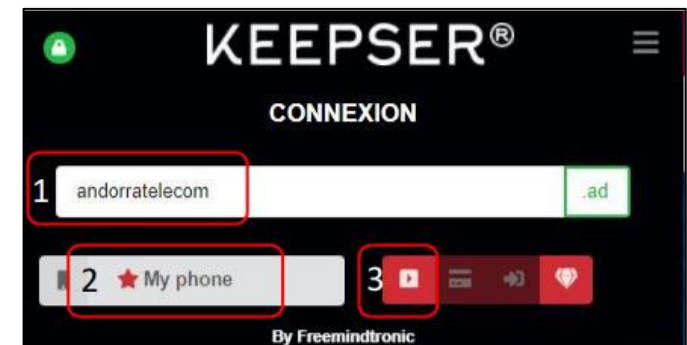 KEEPSER®
CONNEXION
1 andorratelecom .ad
2 My phone 3
By Freemindtronic